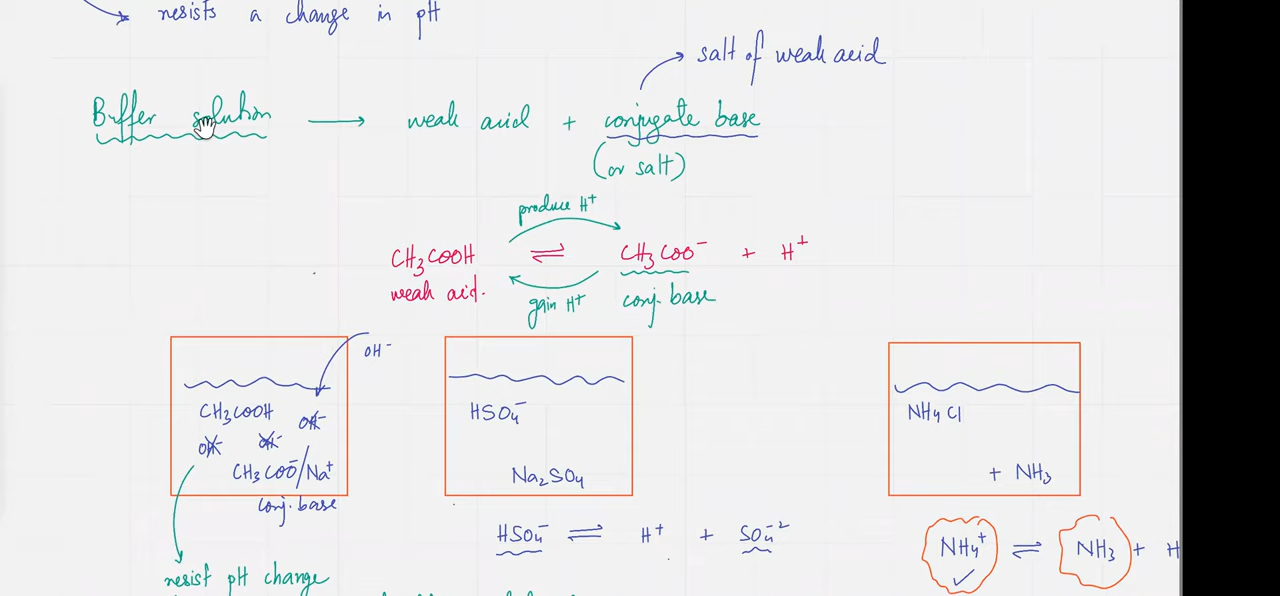 resists a change in pH
salt of weak acid
Buffer solution → weak acid + conjugate base
(or salt)
produce H⁺
CH₃COOH ⇌ CH₃COO⁻ + H⁺
weak aid.
gain H⁺
conj. base
OH⁻
CH₃COOH OH⁻
OH⁻ OH⁻
CH₃COO⁻/Na⁺
conj. base
HSO₄⁻
Na₂SO₄
NH₄Cl
+ NH₃
HSO₄⁻ ⇌ H⁺ + SO₄⁻²
NH₄⁺ ⇌ NH₃ + H
resist pH change